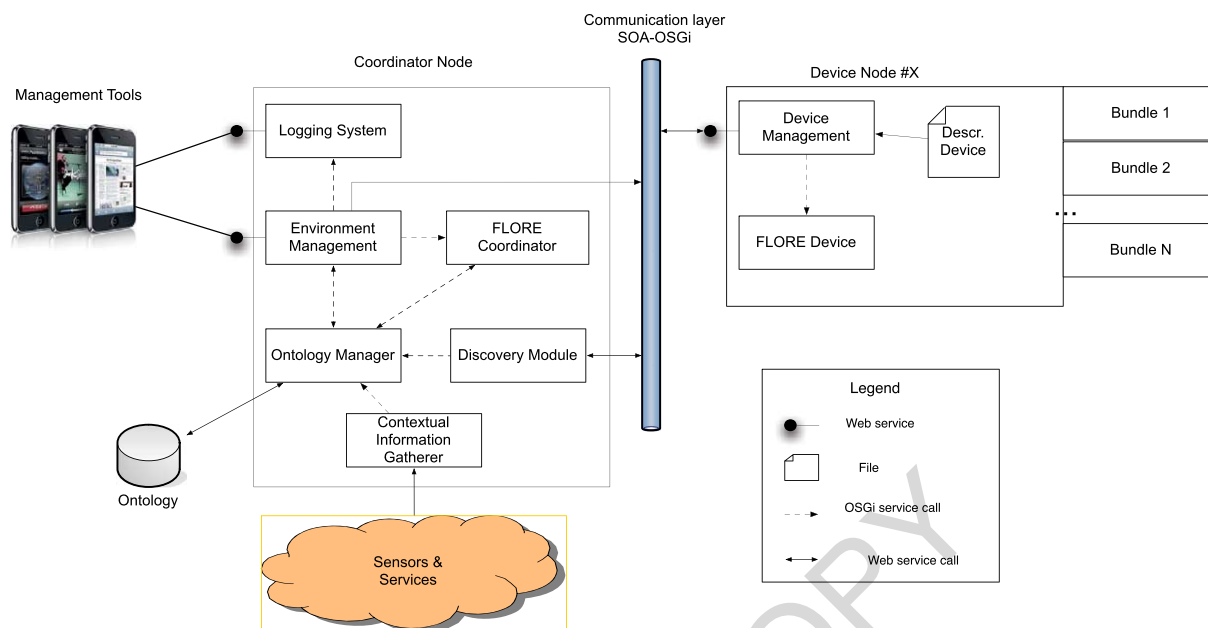 Communication layer
SOA-OSGi
Coordinator Node
Device Node #X
Management Tools
Logging System
Environment
Management
FLORE
Coordinator
Ontology Manager
Discovery Module
Contextual
Information
Gatherer
Ontology
Sensors &
Services
Device
Management
Descr.
Device
FLORE Device
Bundle 1
Bundle 2
...
Bundle N
Legend
Web service
File
OSGi service call
Web service call
OPY